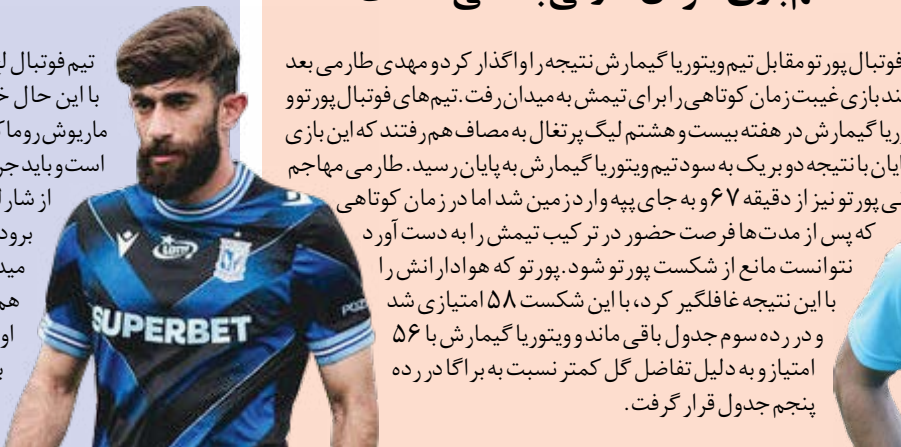 فوتبال پورتو مقابل تیم ویتوریا گیمارش نتیجه را واگذار کرد و مهدی طارمی بعد
بازی غیبت زمان کوتاهی را برای تیمش به میدان رفت. تیم‌های فوتبال پورتو و
گیمارش در هفته بیست و هشتم لیگ پرتغال به مصاف هم رفتند که این بازی
با نتیجه دو بر یک به سود تیم ویتوریا گیمارش به پایان رسید. طارمی مهاجم
پورتو نیز از دقیقه ۶۷ و به جای پپه وارد زمین شد اما در زمان کوتاهی
که پس از مدت‌ها فرصت حضور در ترکیب تیمش را به دست آورد
نتوانست مانع از شکست پورتو شود. پورتو که هوادارانش را
با این نتیجه غافلگیر کرد، با این شکست ۵۸ امتیازی شد
و در رده سوم جدول باقی ماند و ویتوریا گیمارش با ۵۶
امتیاز و به دلیل تفاضل گل کمتر نسبت به براگا در رده
پنجم جدول قرار گرفت.
تیم فوتبال
با این حال
ماریوش
است و باید
از
برود
هم
او
LOTTO
SUPERBET